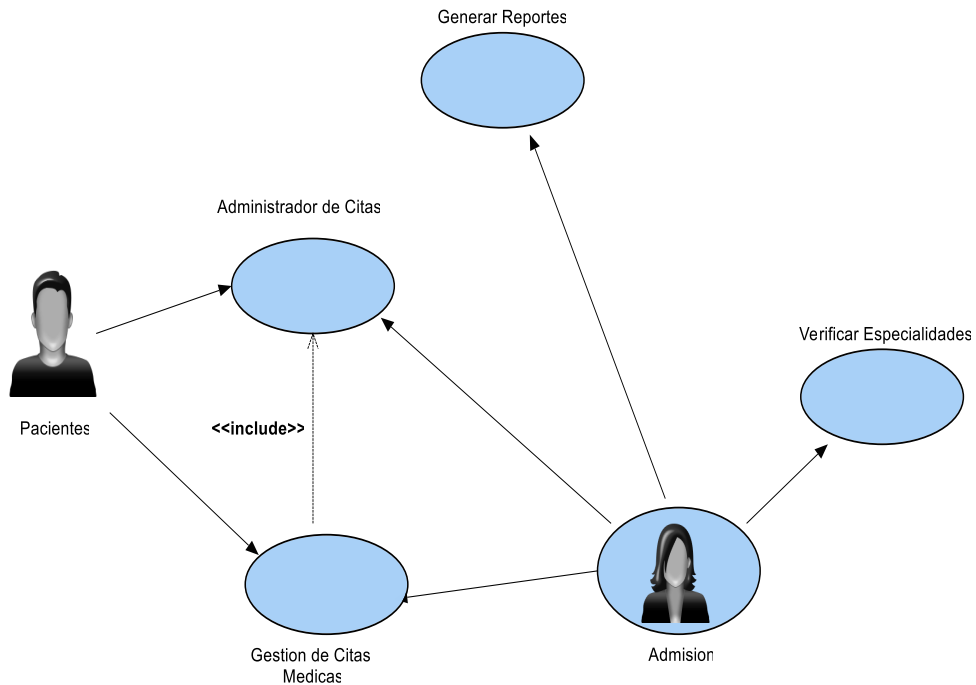 Generar Reportes
Administrador de Citas
Verificar Especialidades
Pacientes
<<include>>
Gestion de Citas
Medicas
Admision